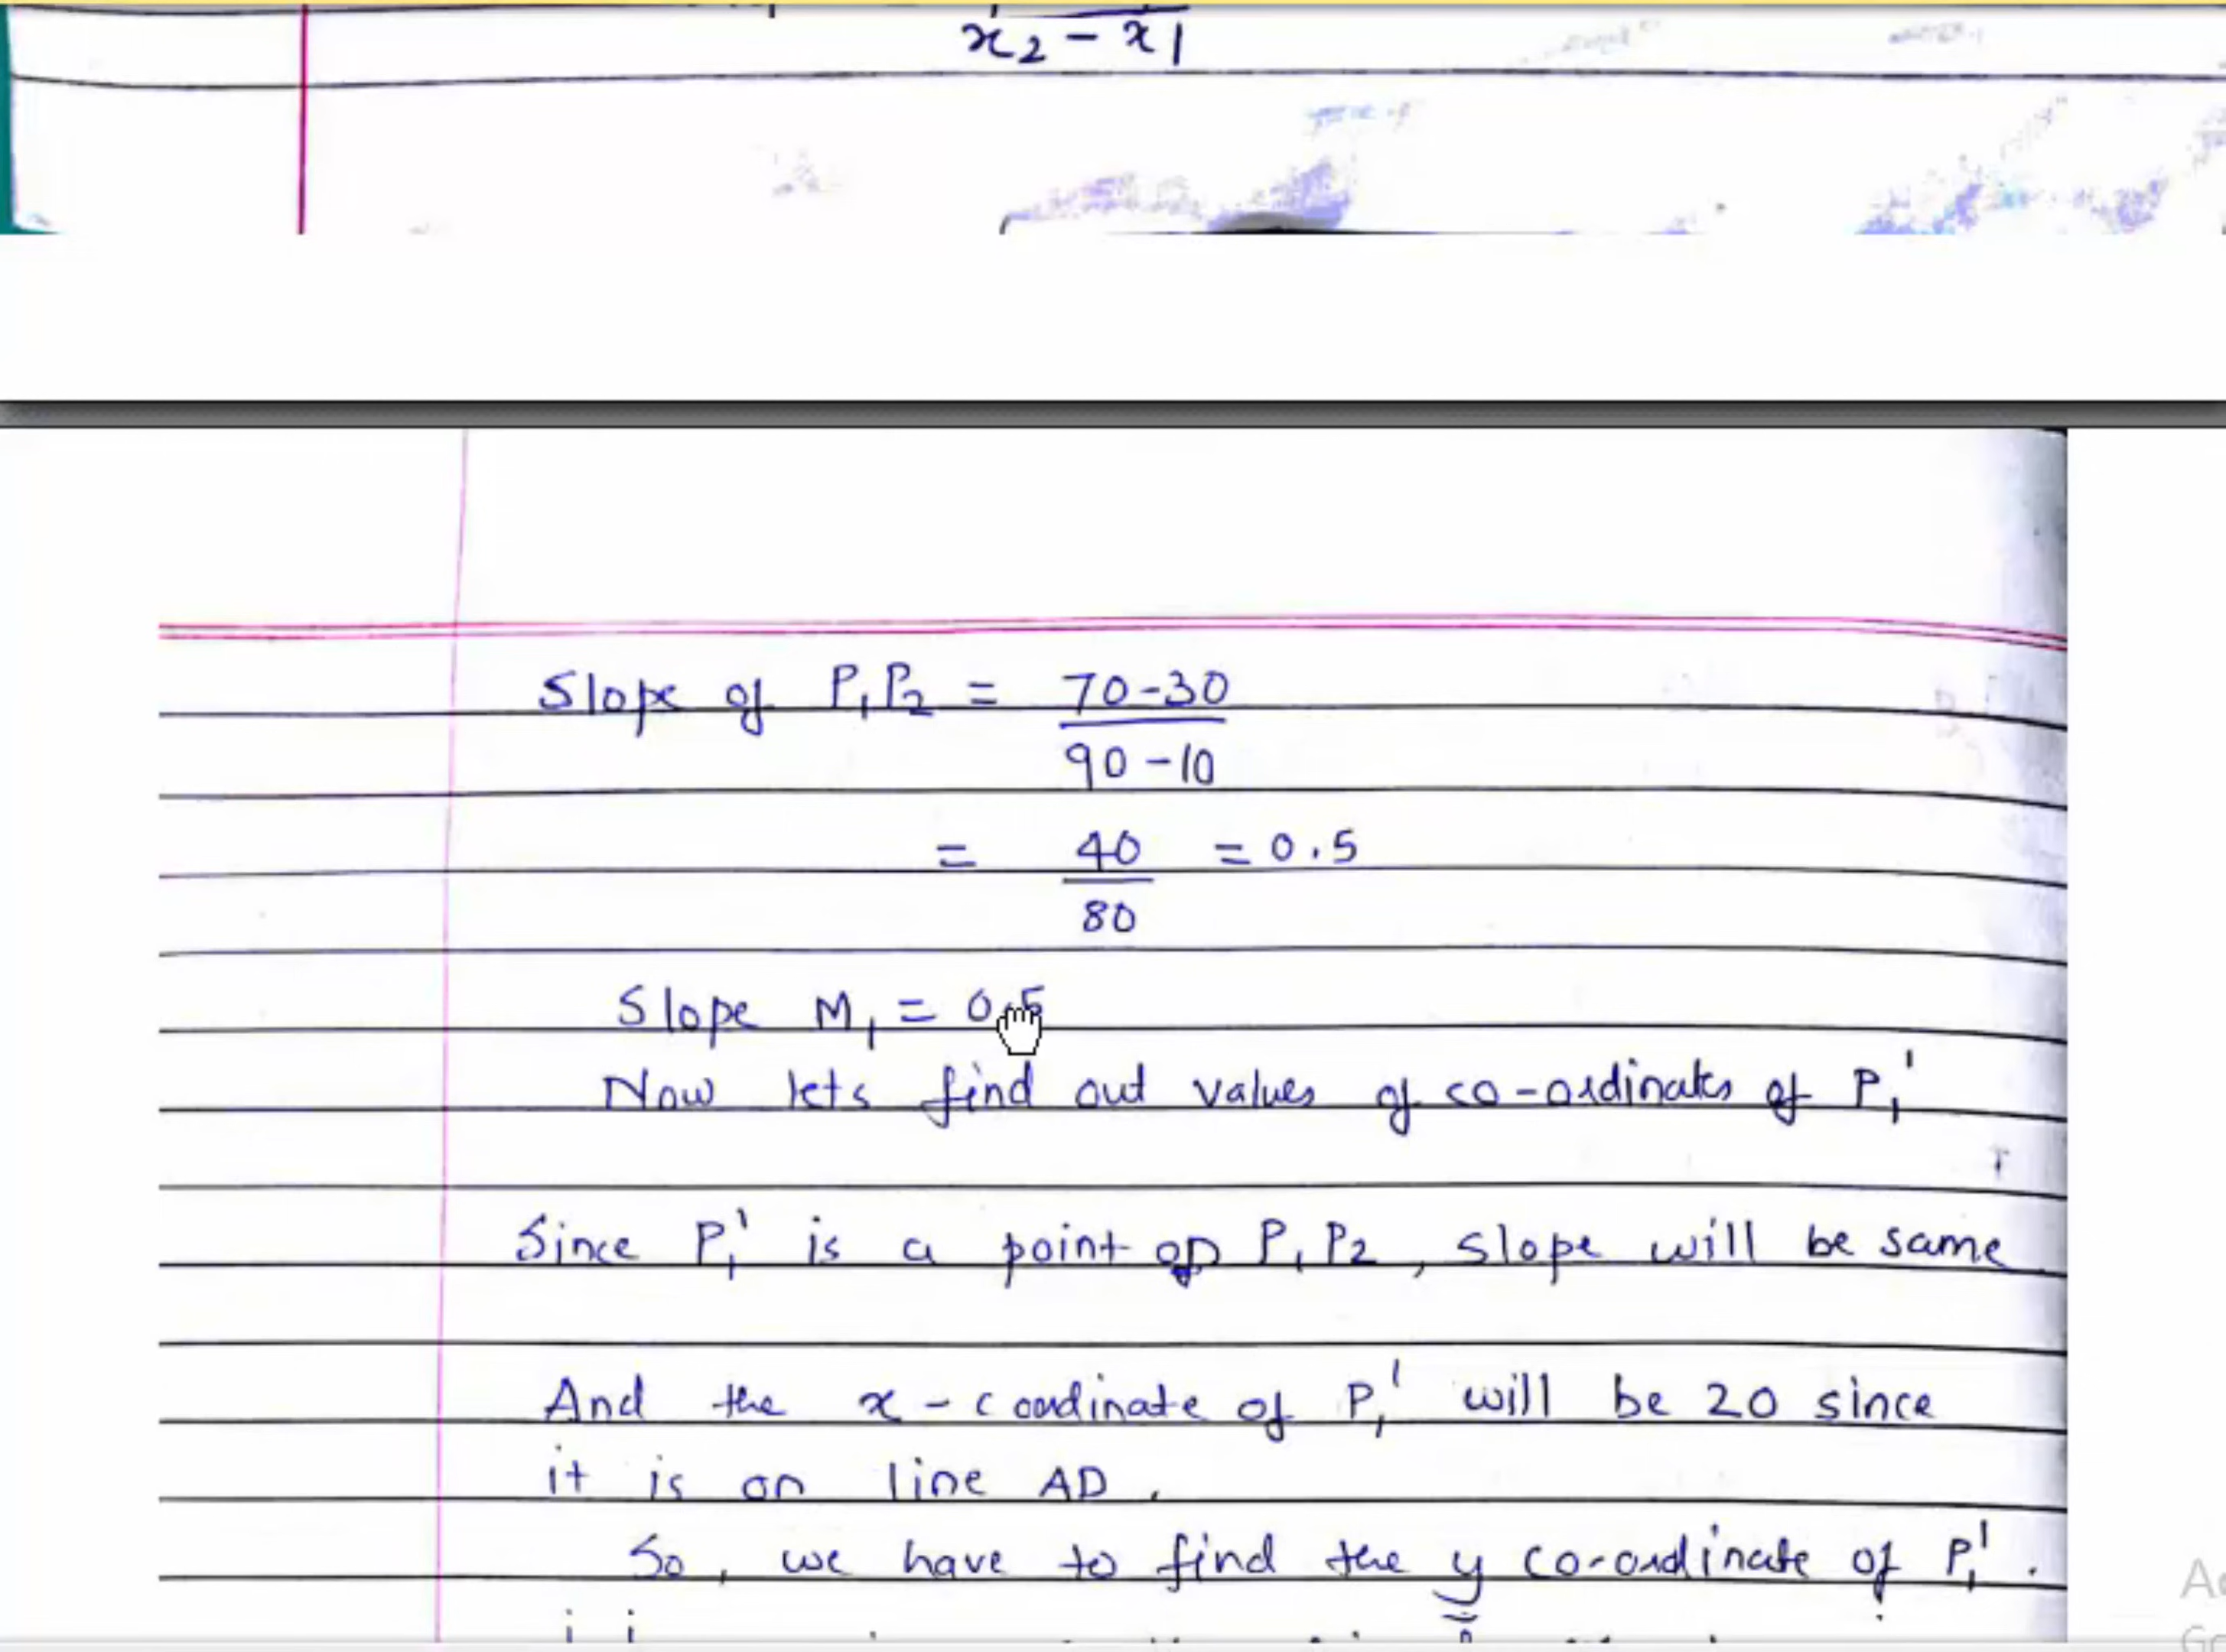 x2 - x1
Slope of P1P2 = 70-30
90-10
= 40 = 0.5
80
Slope M1 = 0.5
Now lets find out values of co-ordinates of P1'
Since P1' is a point on P1P2, slope will be same
And the x-coordinate of P1' will be 20 since
it is on line AD.
So, we have to find the y co-ordinate of P1'.